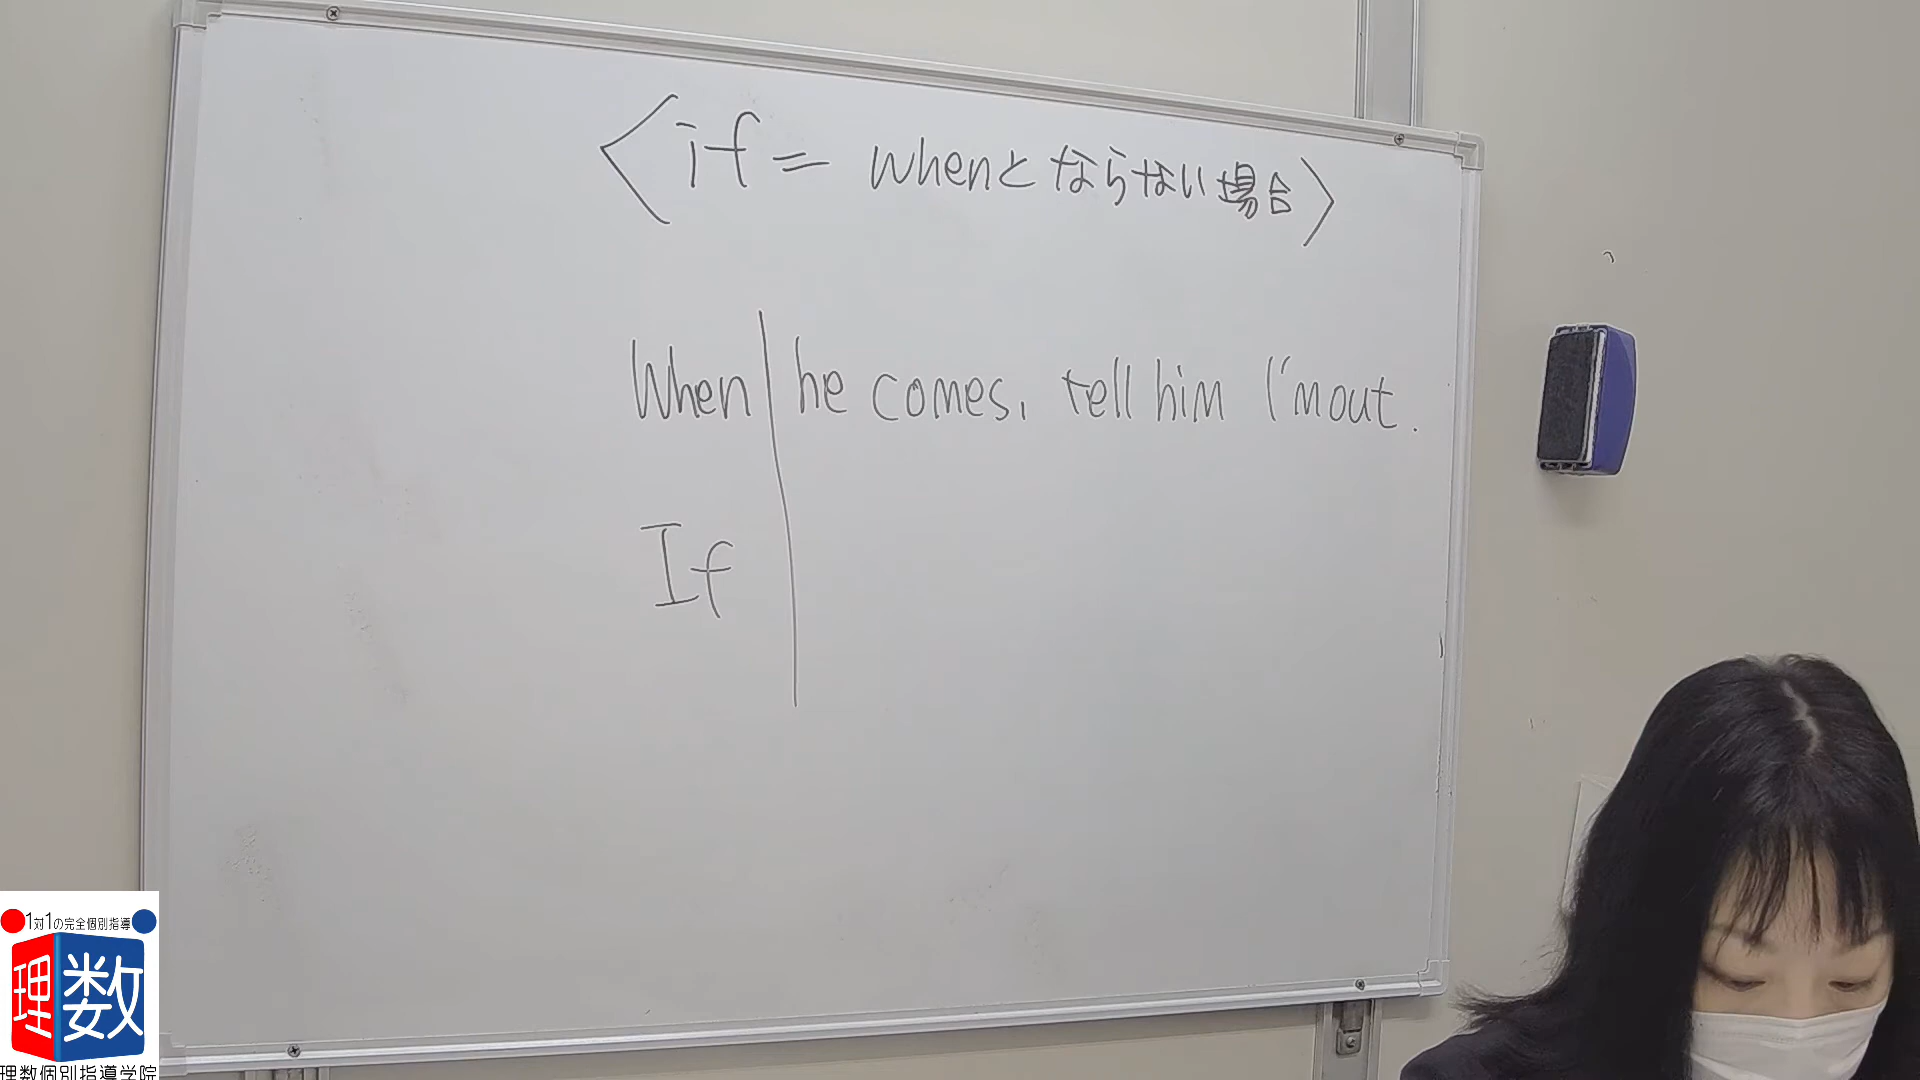 〈if = whenとならない場合〉
When he comes, tell him I'm out.
If
1対1の完全個別指導
理数
理数個別指導学院